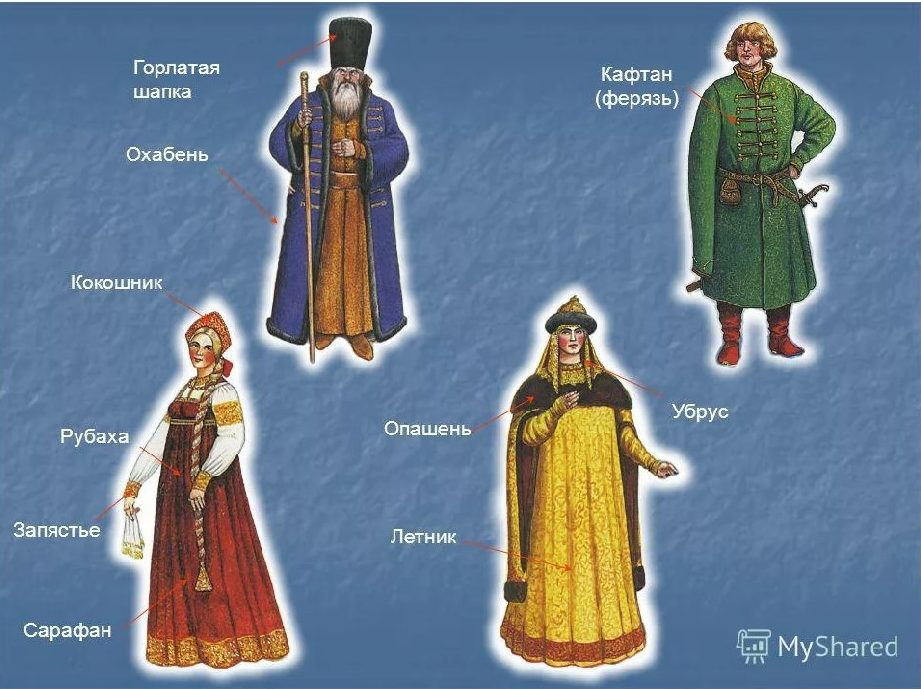 Горлатая
шапка
Кафтан
(ферязь)
Охабень
Кокошник
Убрус
Опашень
Рубаха
Запястье
Летник
Сарафан
MyShared